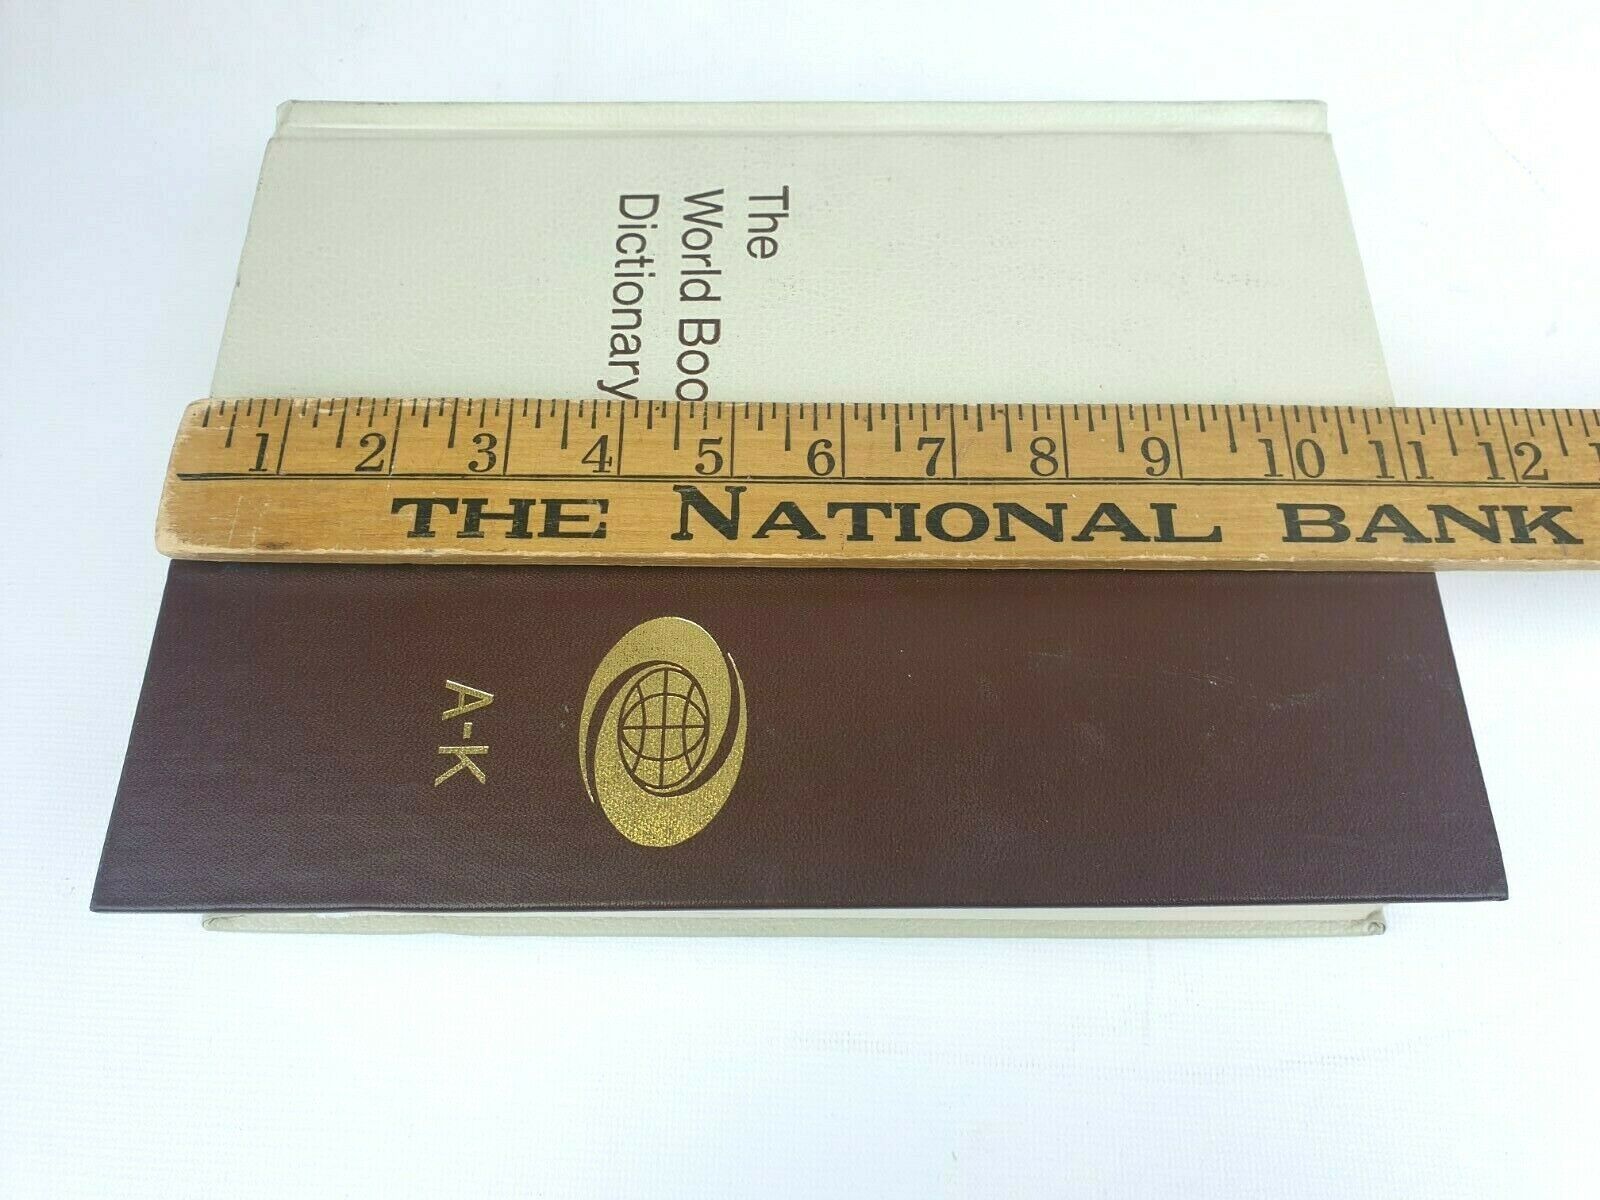 The
World Boo
Dictionary
1 2 3 4 5 6 7 8 9 10 11 12
THE NATIONAL BANK
A-K